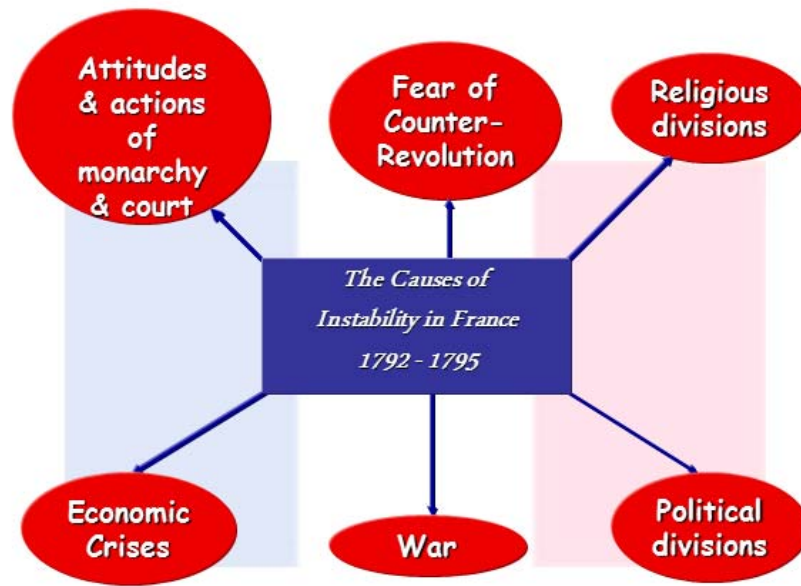 Attitudes
& actions
of
monarchy
& court
Fear of
Counter-
Revolution
Religious
divisions
The Causes of
Instability in France
1792 - 1795
Economic
Crises
War
Political
divisions